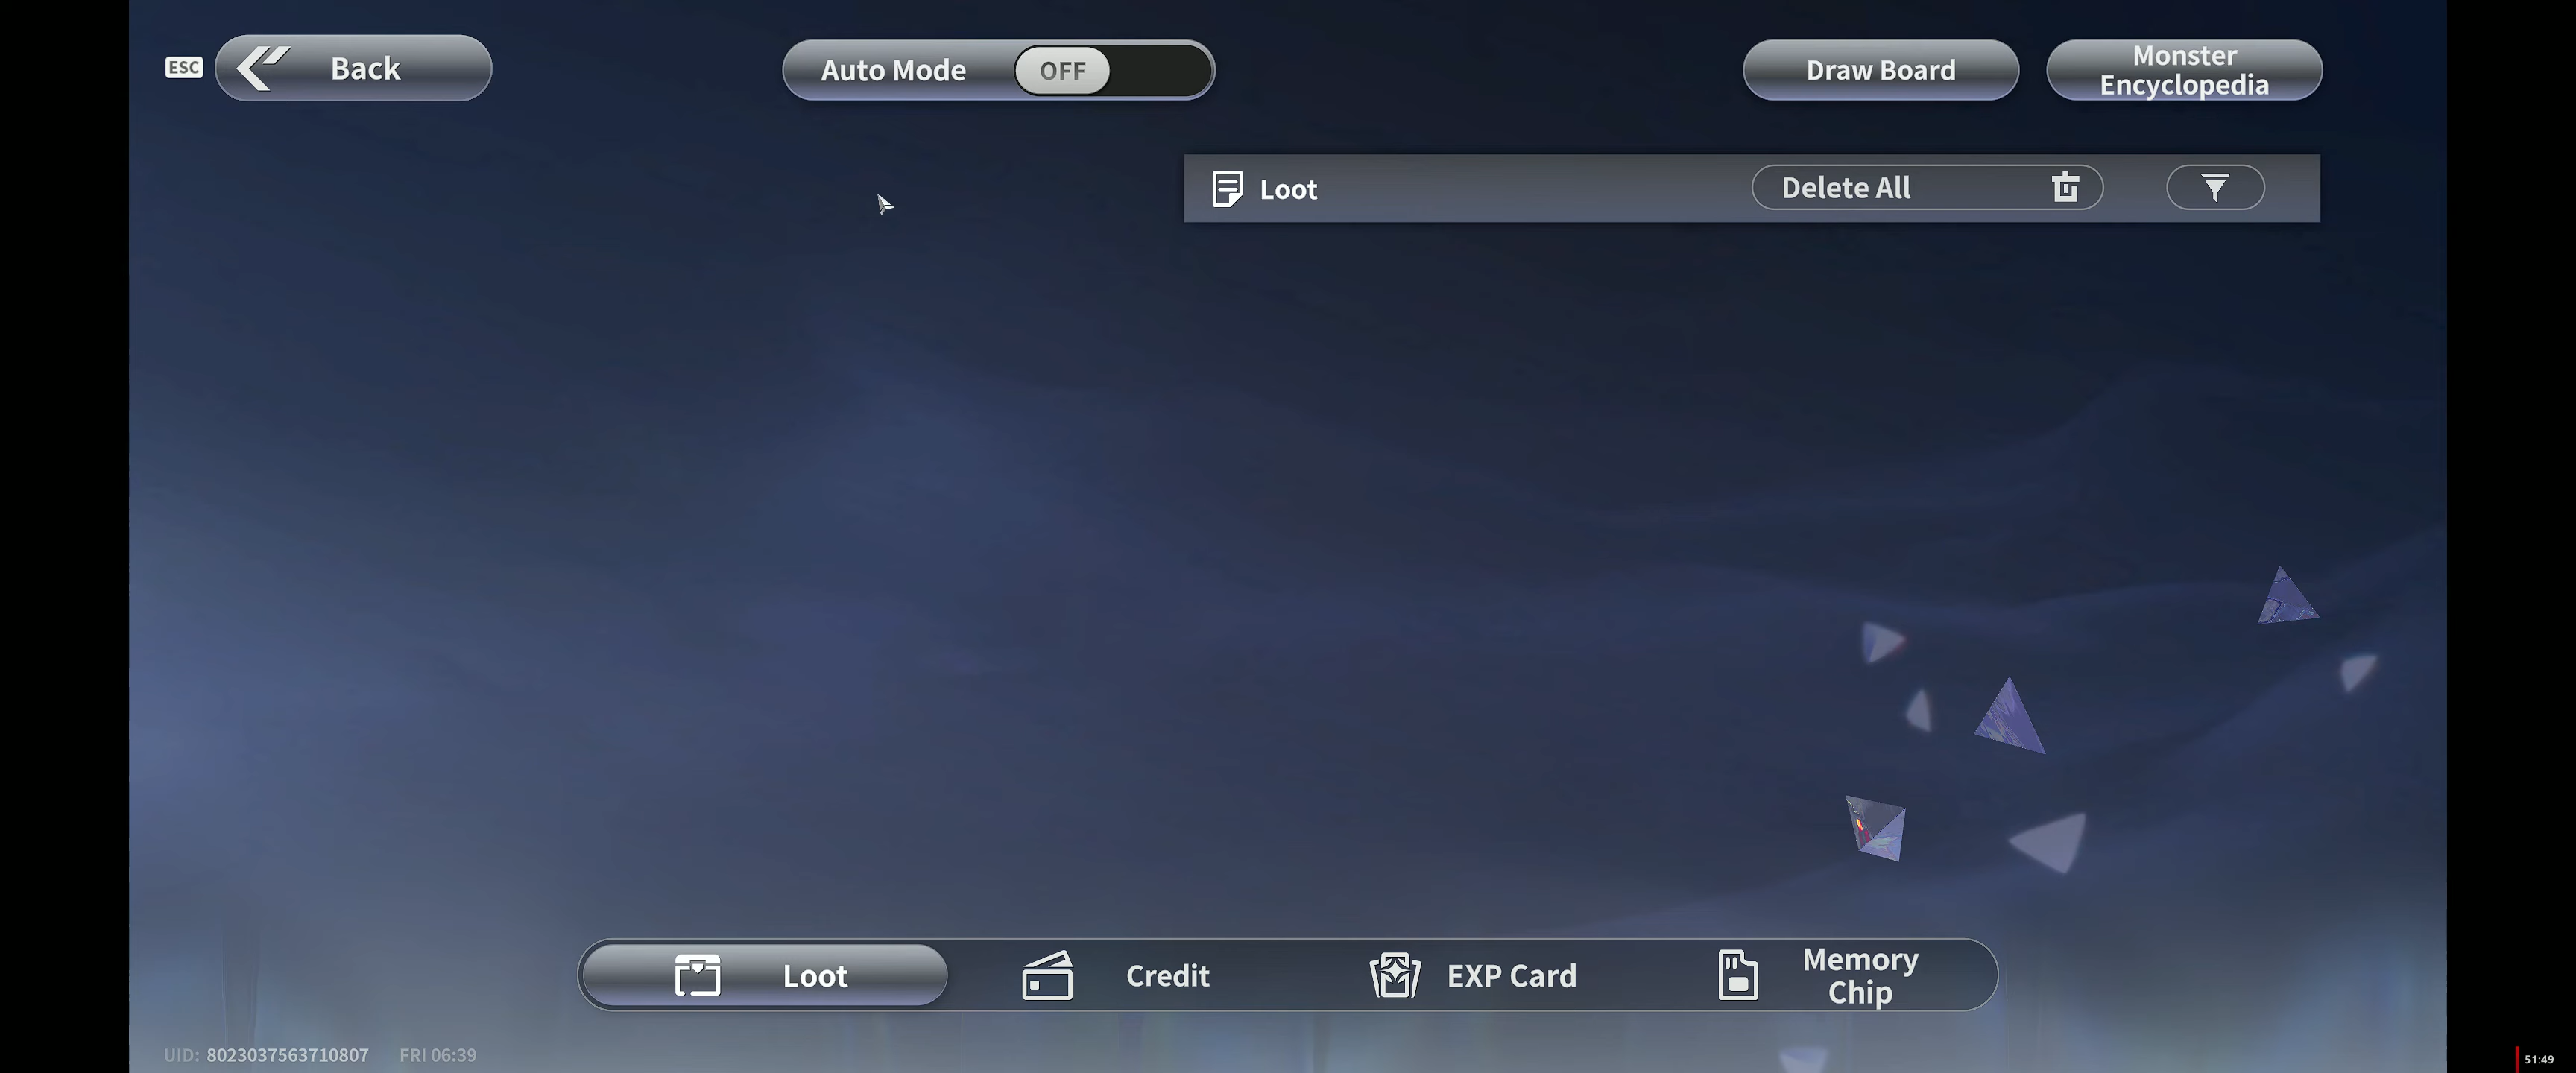 ESC
Back
Auto Mode
OFF
Draw Board
Monster
Encyclopedia
Loot
Delete All
Loot
Credit
EXP Card
Memory
Chip
UID: 8023037563710807
FRI 06:39
51:49